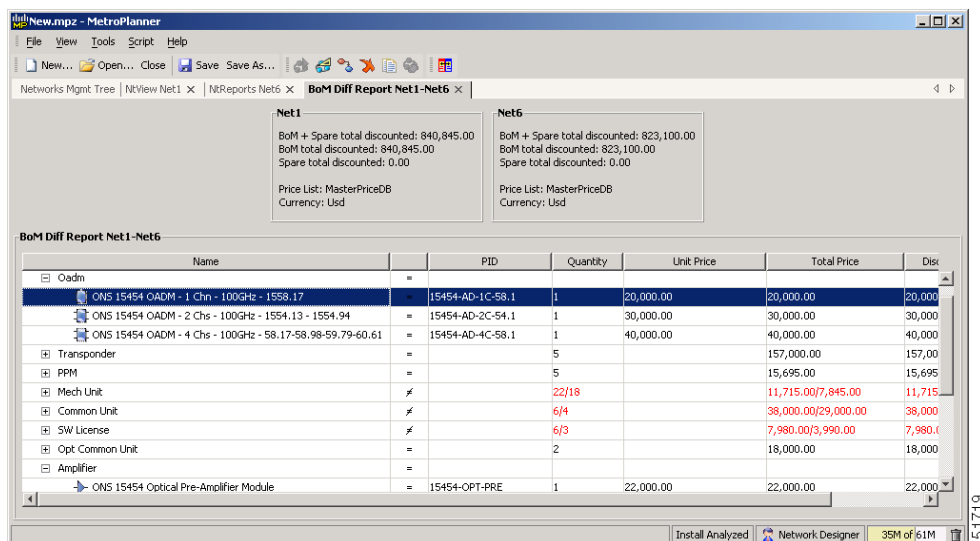 New.mpz - MetroPlanner
File View Tools Script Help
New... Open... Close Save Save As...
Networks Mgmt Tree NtView Net1 NtReports Net6 BoM Diff Report Net1-Net6
Net1
BoM + Spare total discounted: 840,845.00
BoM total discounted: 840,845.00
Spare total discounted: 0.00
Price List: MasterPriceDB
Currency: Usd
Net6
BoM + Spare total discounted: 823,100.00
BoM total discounted: 823,100.00
Spare total discounted: 0.00
Price List: MasterPriceDB
Currency: Usd
BoM Diff Report Net1-Net6
Name PID Quantity Unit Price Total Price Disc
Oadm =
ONS 15454 OADM - 1 Chn - 100GHz - 1558.17 = 15454-AD-1C-58.1 1 20,000.00 20,000.00 20,000
ONS 15454 OADM - 2 Chs - 100GHz - 1554.13 - 1554.94 = 15454-AD-2C-54.1 1 30,000.00 30,000.00 30,000
ONS 15454 OADM - 4 Chs - 100GHz - 58.17-58.98-59.79-60.61 = 15454-AD-4C-58.1 1 40,000.00 40,000.00 40,000
Transponder = 5 157,000.00 157,00
PPM = 5 15,695.00 15,695
Mech Unit ≠ 22/18 11,715.00/7,845.00 11,715
Common Unit ≠ 6/4 38,000.00/29,000.00 38,000
SW License ≠ 6/3 7,980.00/3,990.00 7,980.
Opt Common Unit = 2 18,000.00 18,000
Amplifier =
ONS 15454 Optical Pre-Amplifier Module = 15454-OPT-PRE 1 22,000.00 22,000.00 22,000
Install Analyzed Network Designer 35M of 61M